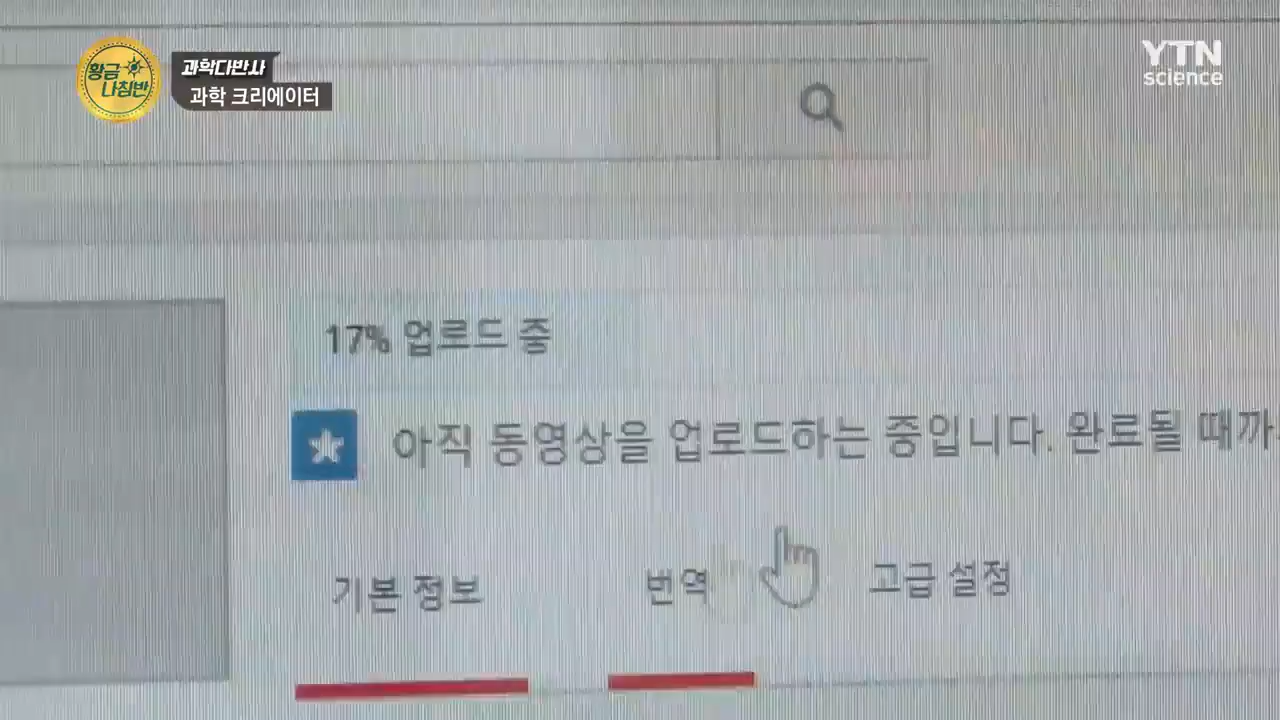 황금
나침반
과학다반사
과학 크리에이터
YTN
science
17% 업로드 중
아직 동영상을 업로드하는 중입니다. 완료될 때까
기본 정보
번역
고급 설정